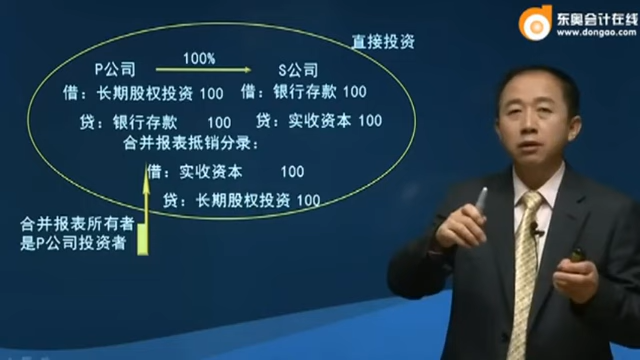 东奥会计在线
www.dongao.com
直接投资
100%
P公司 S公司
借：长期股权投资 100 借：银行存款 100
贷：银行存款 100 贷：实收资本 100
合并报表抵销分录：
借：实收资本 100
贷：长期股权投资 100
合并报表所有者
是P公司投资者